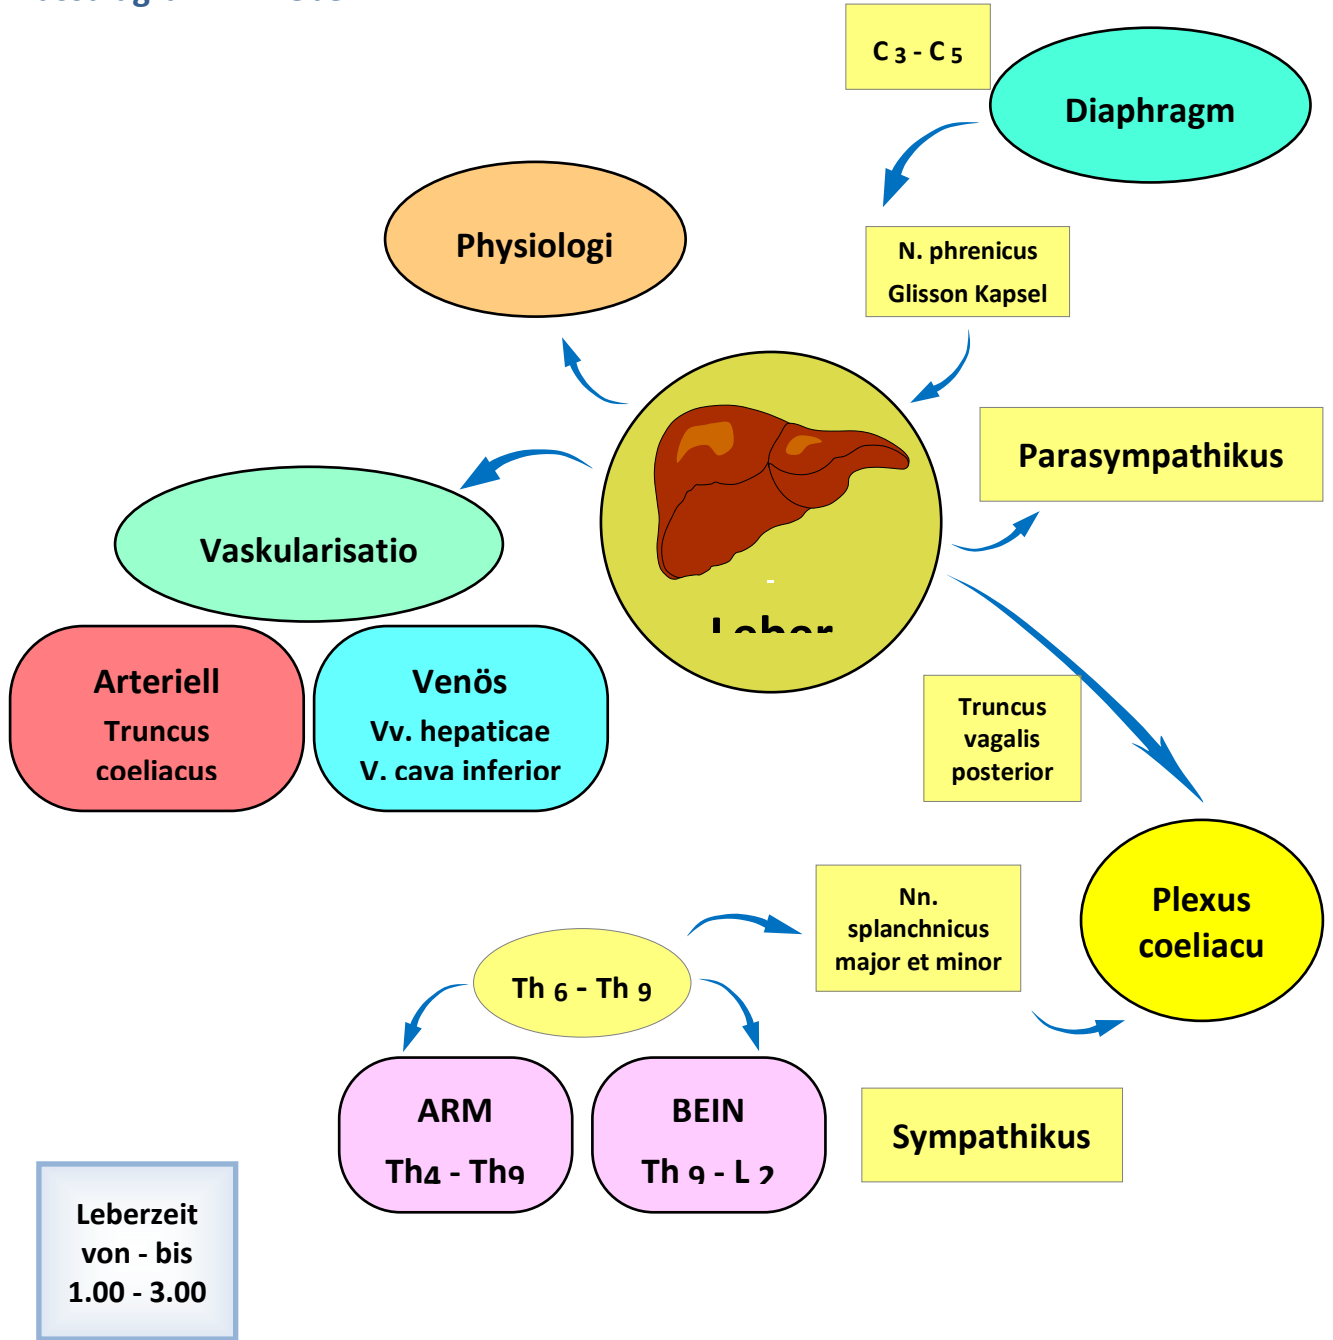 C 3 - C 5
Diaphragm
Physiologi
N. phrenicus
Glisson Kapsel
Parasympathikus
Vaskularisatio
Leber
Arteriell
Truncus
coeliacus
Venös
Vv. hepaticae
V. cava inferior
Truncus
vagalis
posterior
Plexus
coeliacu
Nn.
splanchnicus
major et minor
Th 6 - Th 9
ARM
Th4 - Th9
BEIN
Th 9 - L 2
Sympathikus
Leberzeit
von - bis
1.00 - 3.00